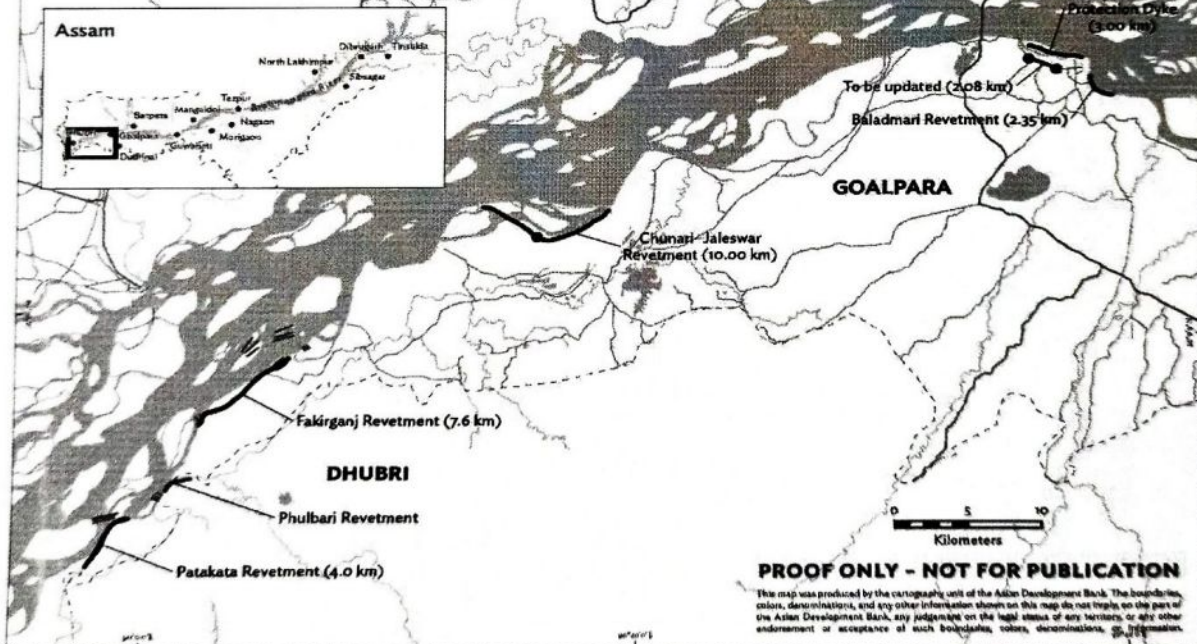 Assam
North Lakhimpur
Dibrugarh
Tinsukia
Sibsagar
Tezpur
Brahmaputra River
Mangaldoi
Barpeta
Nagaon
Morigaon
Goalpara
Guwahati
Dudhnai
Protection Dyke
(3.00 km)
To be updated (2.08 km)
Baladmari Revetment (2.35 km)
GOALPARA
Chunari-Jaleswar
Revetment (10.00 km)
Fakirganj Revetment (7.6 km)
DHUBRI
Phulbari Revetment
Patakata Revetment (4.0 km)
0 5 10
Kilometers
PROOF ONLY – NOT FOR PUBLICATION
This map was produced by the cartography unit of the Asian Development Bank. The boundaries,
colors, denominations, and any other information shown on this map do not imply, on the part of
the Asian Development Bank, any judgement on the legal status of any territory, or any other
endorsement or acceptance of such boundaries, colors, denominations, or information.